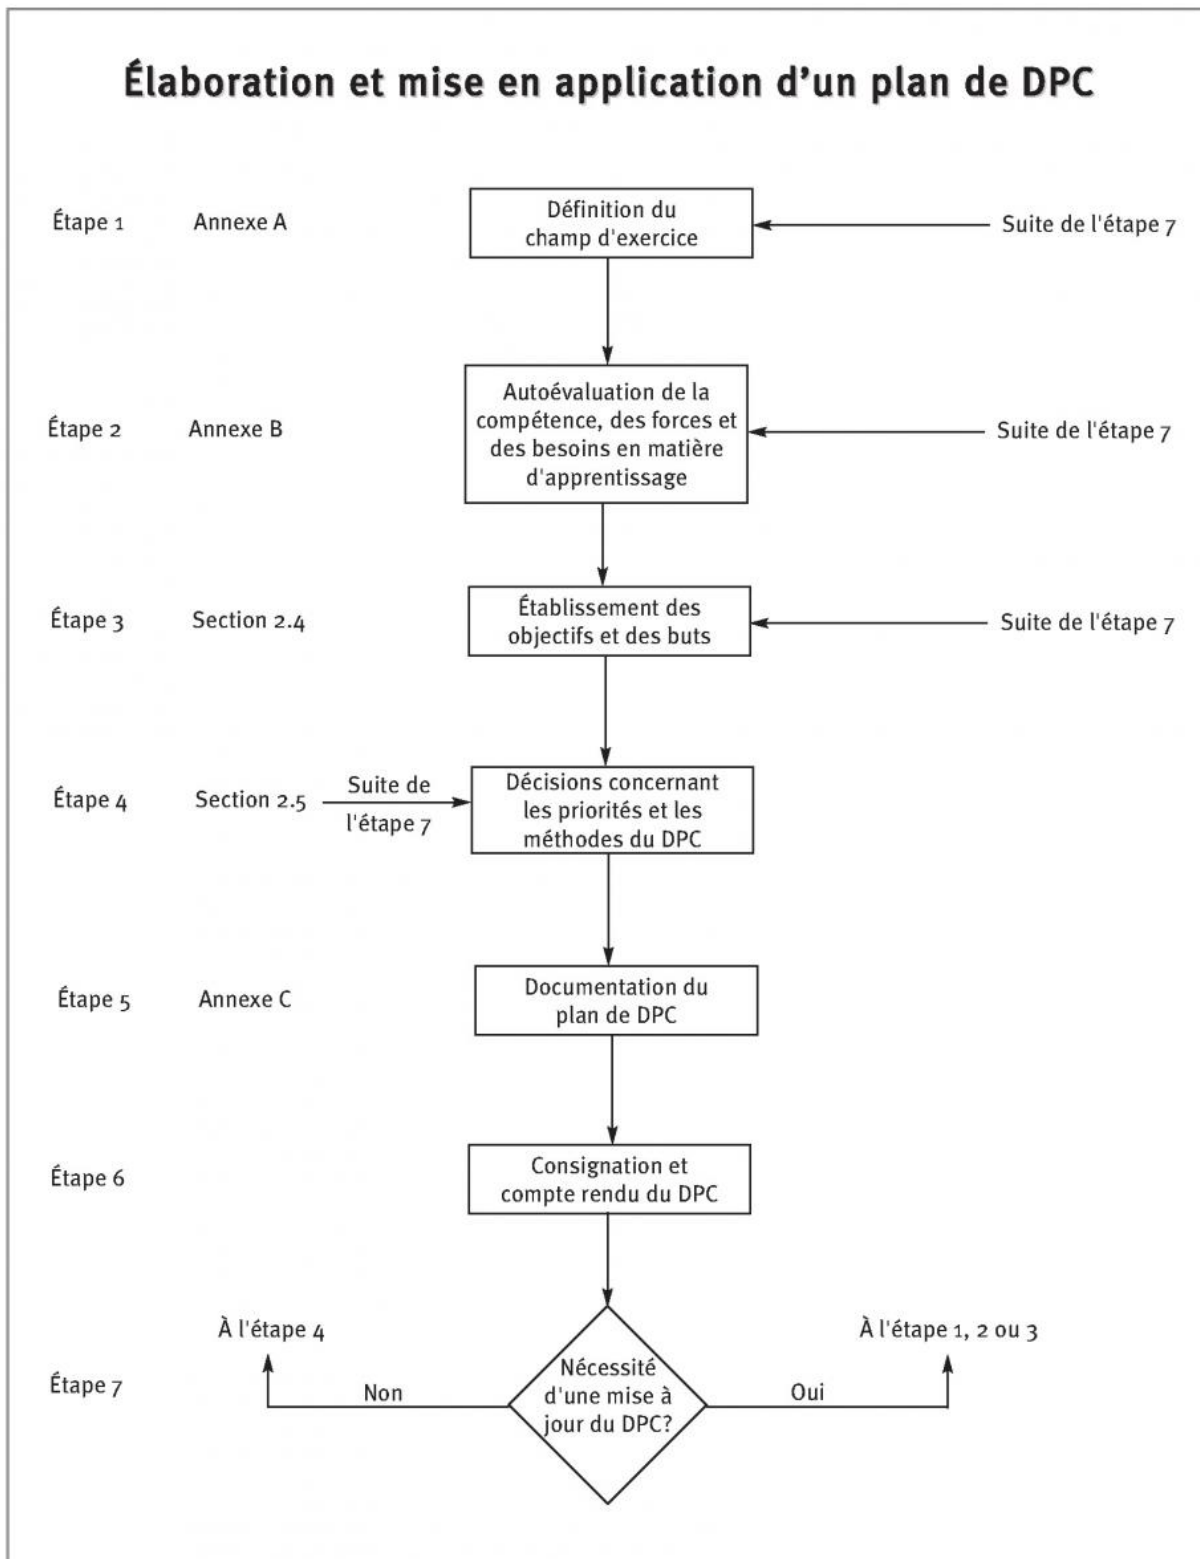 Élaboration et mise en application d'un plan de DPC
Étape 1
Annexe A
Définition du
champ d'exercice
Suite de l'étape 7
Étape 2
Annexe B
Autoévaluation de la
compétence, des forces et
des besoins en matière
d'apprentissage
Suite de l'étape 7
Étape 3
Section 2.4
Établissement des
objectifs et des buts
Suite de l'étape 7
Étape 4
Section 2.5
Suite de
l'étape 7
Décisions concernant
les priorités et les
méthodes du DPC
Étape 5
Annexe C
Documentation du
plan de DPC
Étape 6
Consignation et
compte rendu du DPC
Étape 7
À l'étape 4
Non
Nécessité
d'une mise à
jour du DPC?
Oui
À l'étape 1, 2 ou 3